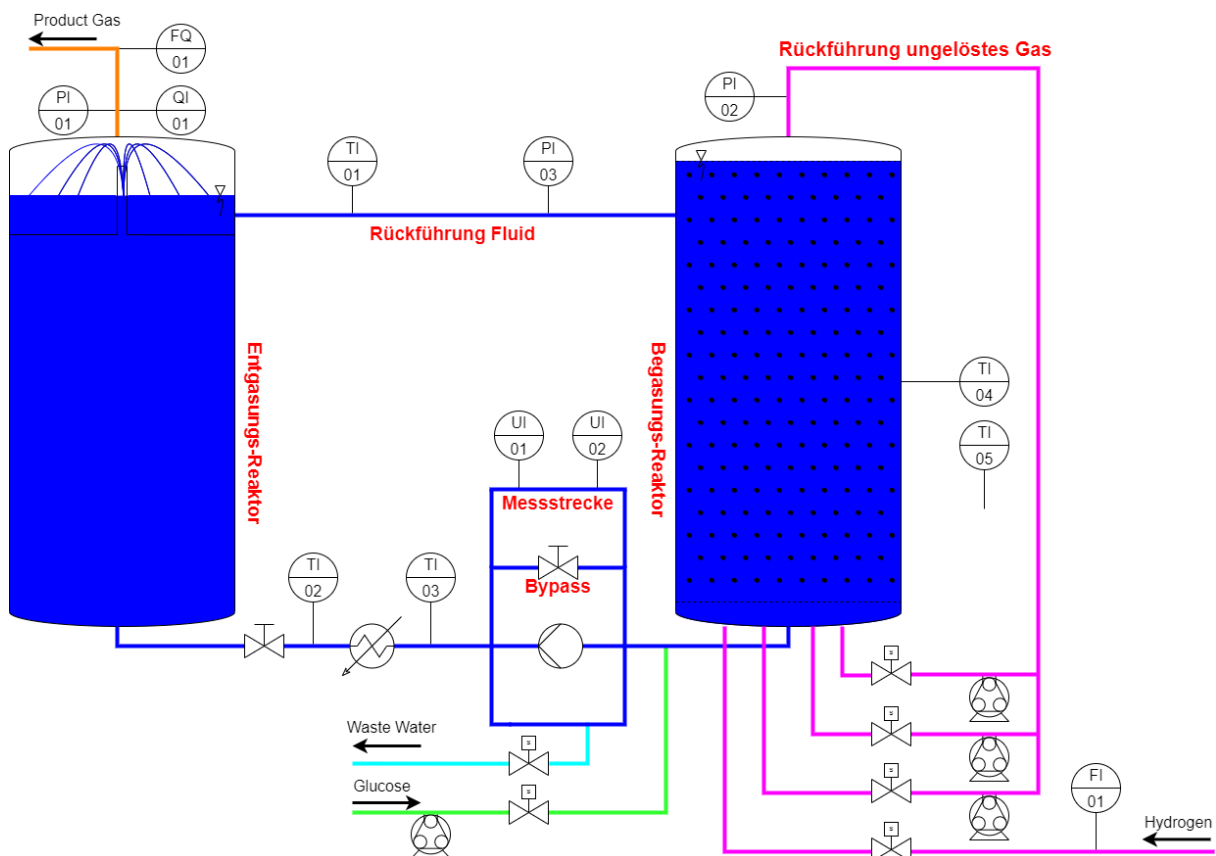 Product Gas
FQ
01
PI
01
QI
01
Rückführung ungelöstes Gas
PI
02
TI
01
PI
03
Rückführung Fluid
Entgasungs-Reaktor
Begasungs-Reaktor
TI
04
TI
05
UI
01
UI
02
Messstrecke
Bypass
TI
02
TI
03
Waste Water
Glucose
FI
01
Hydrogen